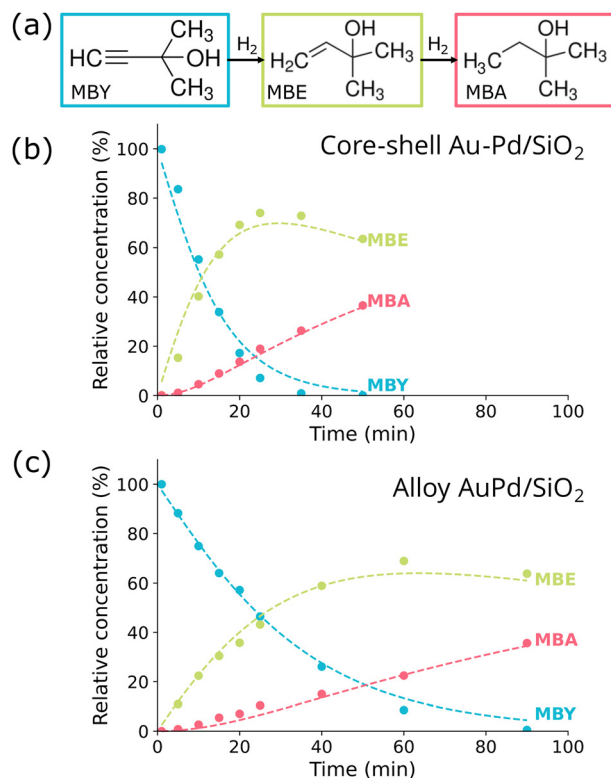 (a)
HC
CH₃
OH
CH₃
MBY
H₂
H₂C
OH
CH₃
CH₃
MBE
H₂
H₃C
OH
CH₃
CH₃
MBA
(b)
Core-shell Au-Pd/SiO₂
Relative concentration (%)
100
80
60
40
20
0
MBE
MBA
MBY
0 20 40 60 80 100
Time (min)
(c)
Alloy AuPd/SiO₂
Relative concentration (%)
100
80
60
40
20
0
MBE
MBA
MBY
0 20 40 60 80 100
Time (min)